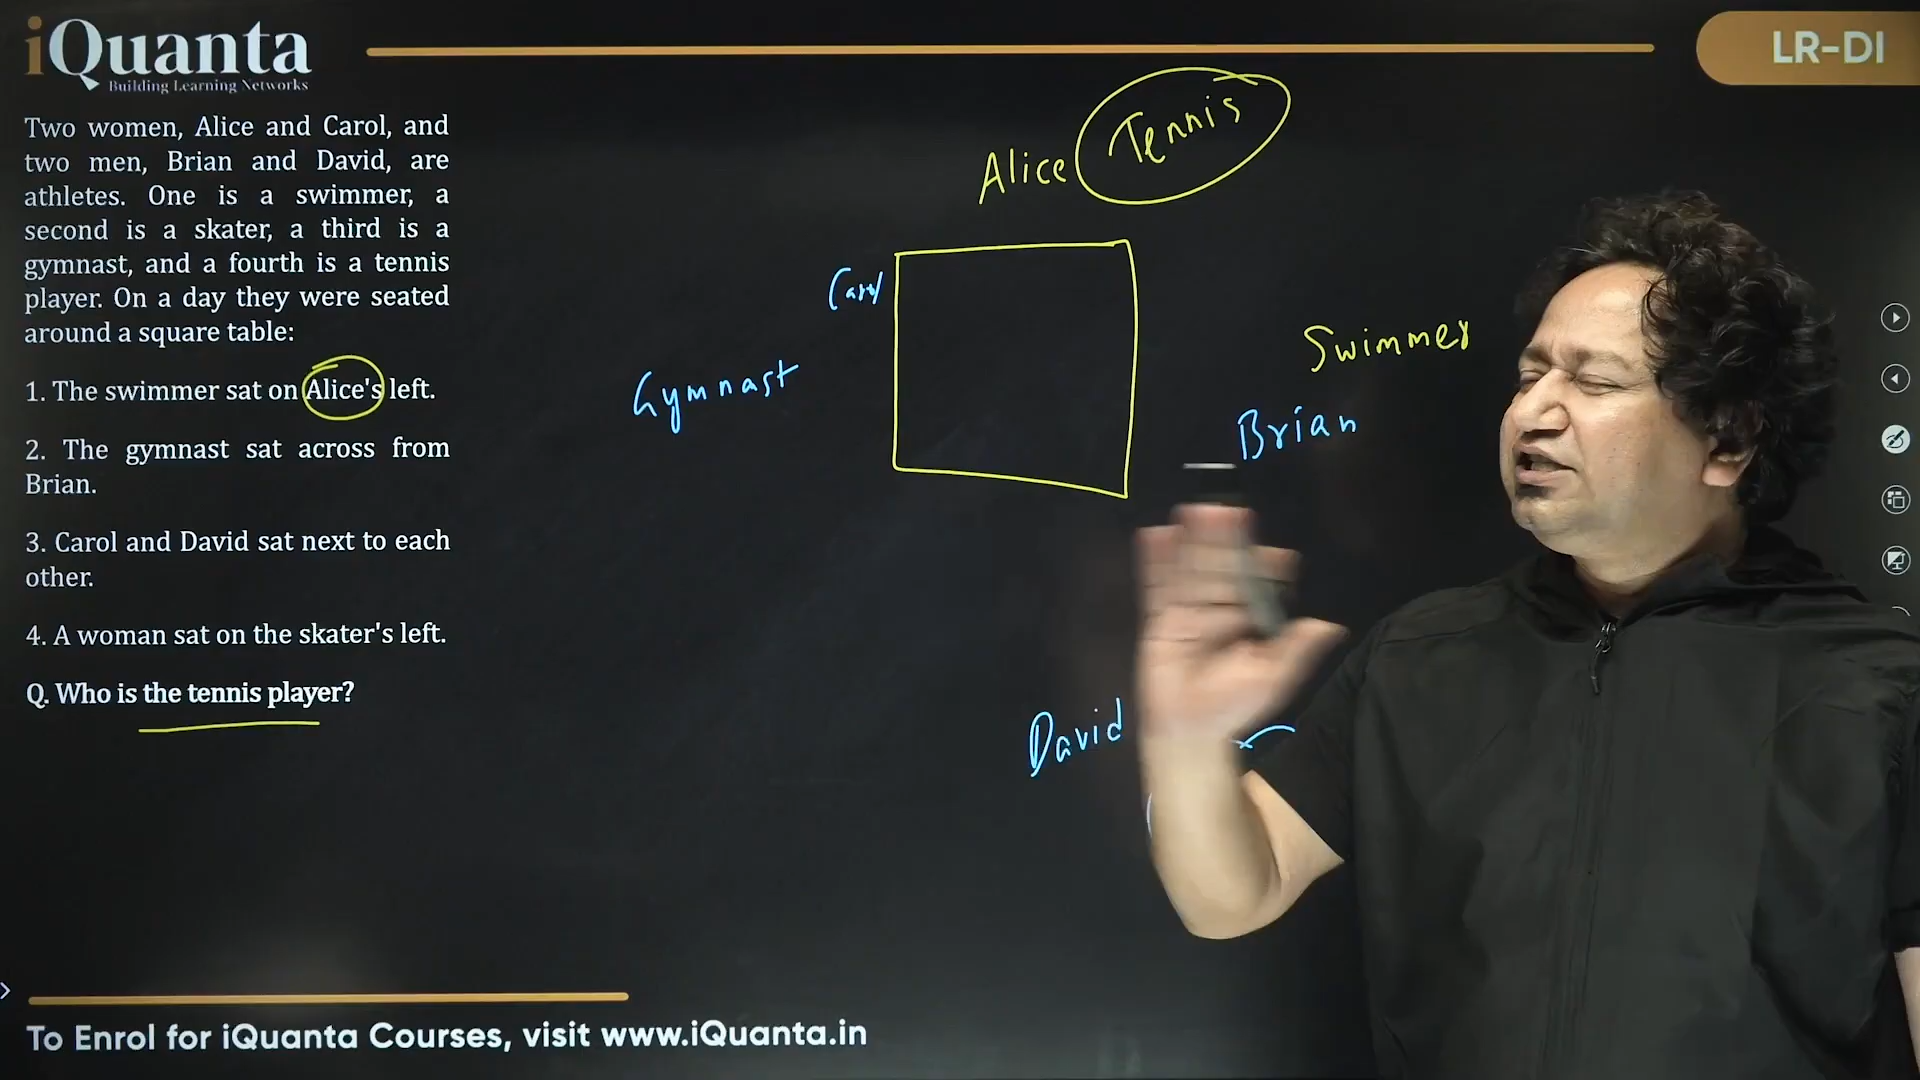 iQuanta
Building Learning Networks
LR-DI
Two women, Alice and Carol, and
two men, Brian and David, are
athletes. One is a swimmer, a
second is a skater, a third is a
gymnast, and a fourth is a tennis
player. On a day they were seated
around a square table:
1. The swimmer sat on Alice's left.
2. The gymnast sat across from
Brian.
3. Carol and David sat next to each
other.
4. A woman sat on the skater's left.
Q. Who is the tennis player?
Alice Tennis
Carol
Swimmer
Gymnast
Brian
David
To Enrol for iQuanta Courses, visit www.iQuanta.in